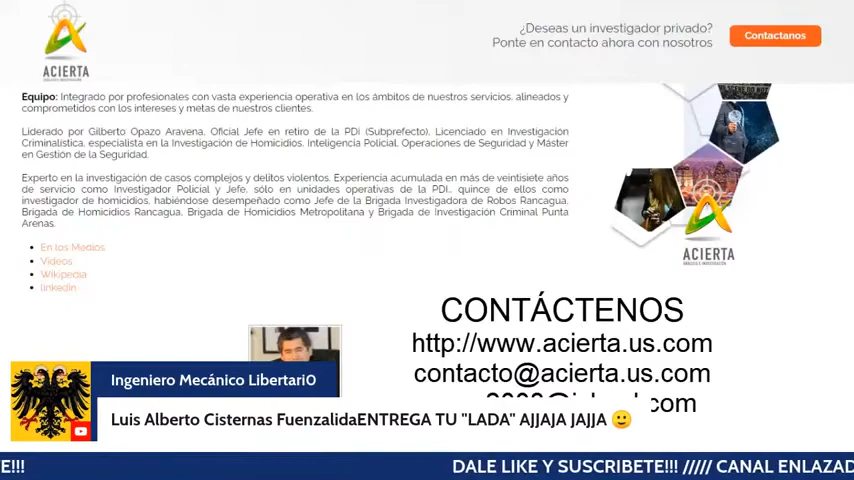 ACIERTA
¿Deseas un investigador privado?
Ponte en contacto ahora con nosotros
Contactanos
Equipo: Integrado por profesionales con vasta experiencia operativa en los ámbitos de nuestros servicios, alineados y
comprometidos con los intereses y metas de nuestros clientes.
Liderado por Gilberto Opazo Aravena, Oficial Jefe en retiro de la PDi (Subprefecto), Licenciado en Investigación
Criminalística, especialista en la Investigación de Homicidios, Inteligencia Policial, Operaciones de Seguridad y Máster
en Gestión de la Seguridad.
Experto en la investigación de casos complejos y delitos violentos. Experiencia acumulada en más de veintisiete años
de servicio como Investigador Policial y Jefe, sólo en unidades operativas de la PDI., quince de ellos como
investigador de homicidios, habiéndose desempeñado como Jefe de la Brigada Investigadora de Robos Rancagua,
Brigada de Homicidios Rancagua, Brigada de Homicidios Metropolitana y Brigada de Investigación Criminal Punta
Arenas.
En los Medios
Videos
Wikipedia
linkedin
ACIERTA
ANÁLISIS E INVESTIGACIÓN
CONTÁCTENOS
http://www.acierta.us.com
contacto@acierta.us.com
.com
Ingeniero Mecánico Libertari0
Luis Alberto Cisternas FuenzalidaENTREGA TU "LADA" AJJAJA JAJJA 🙂
E!!! DALE LIKE Y SUSCRIBETE!!! ///// CANAL ENLAZAD